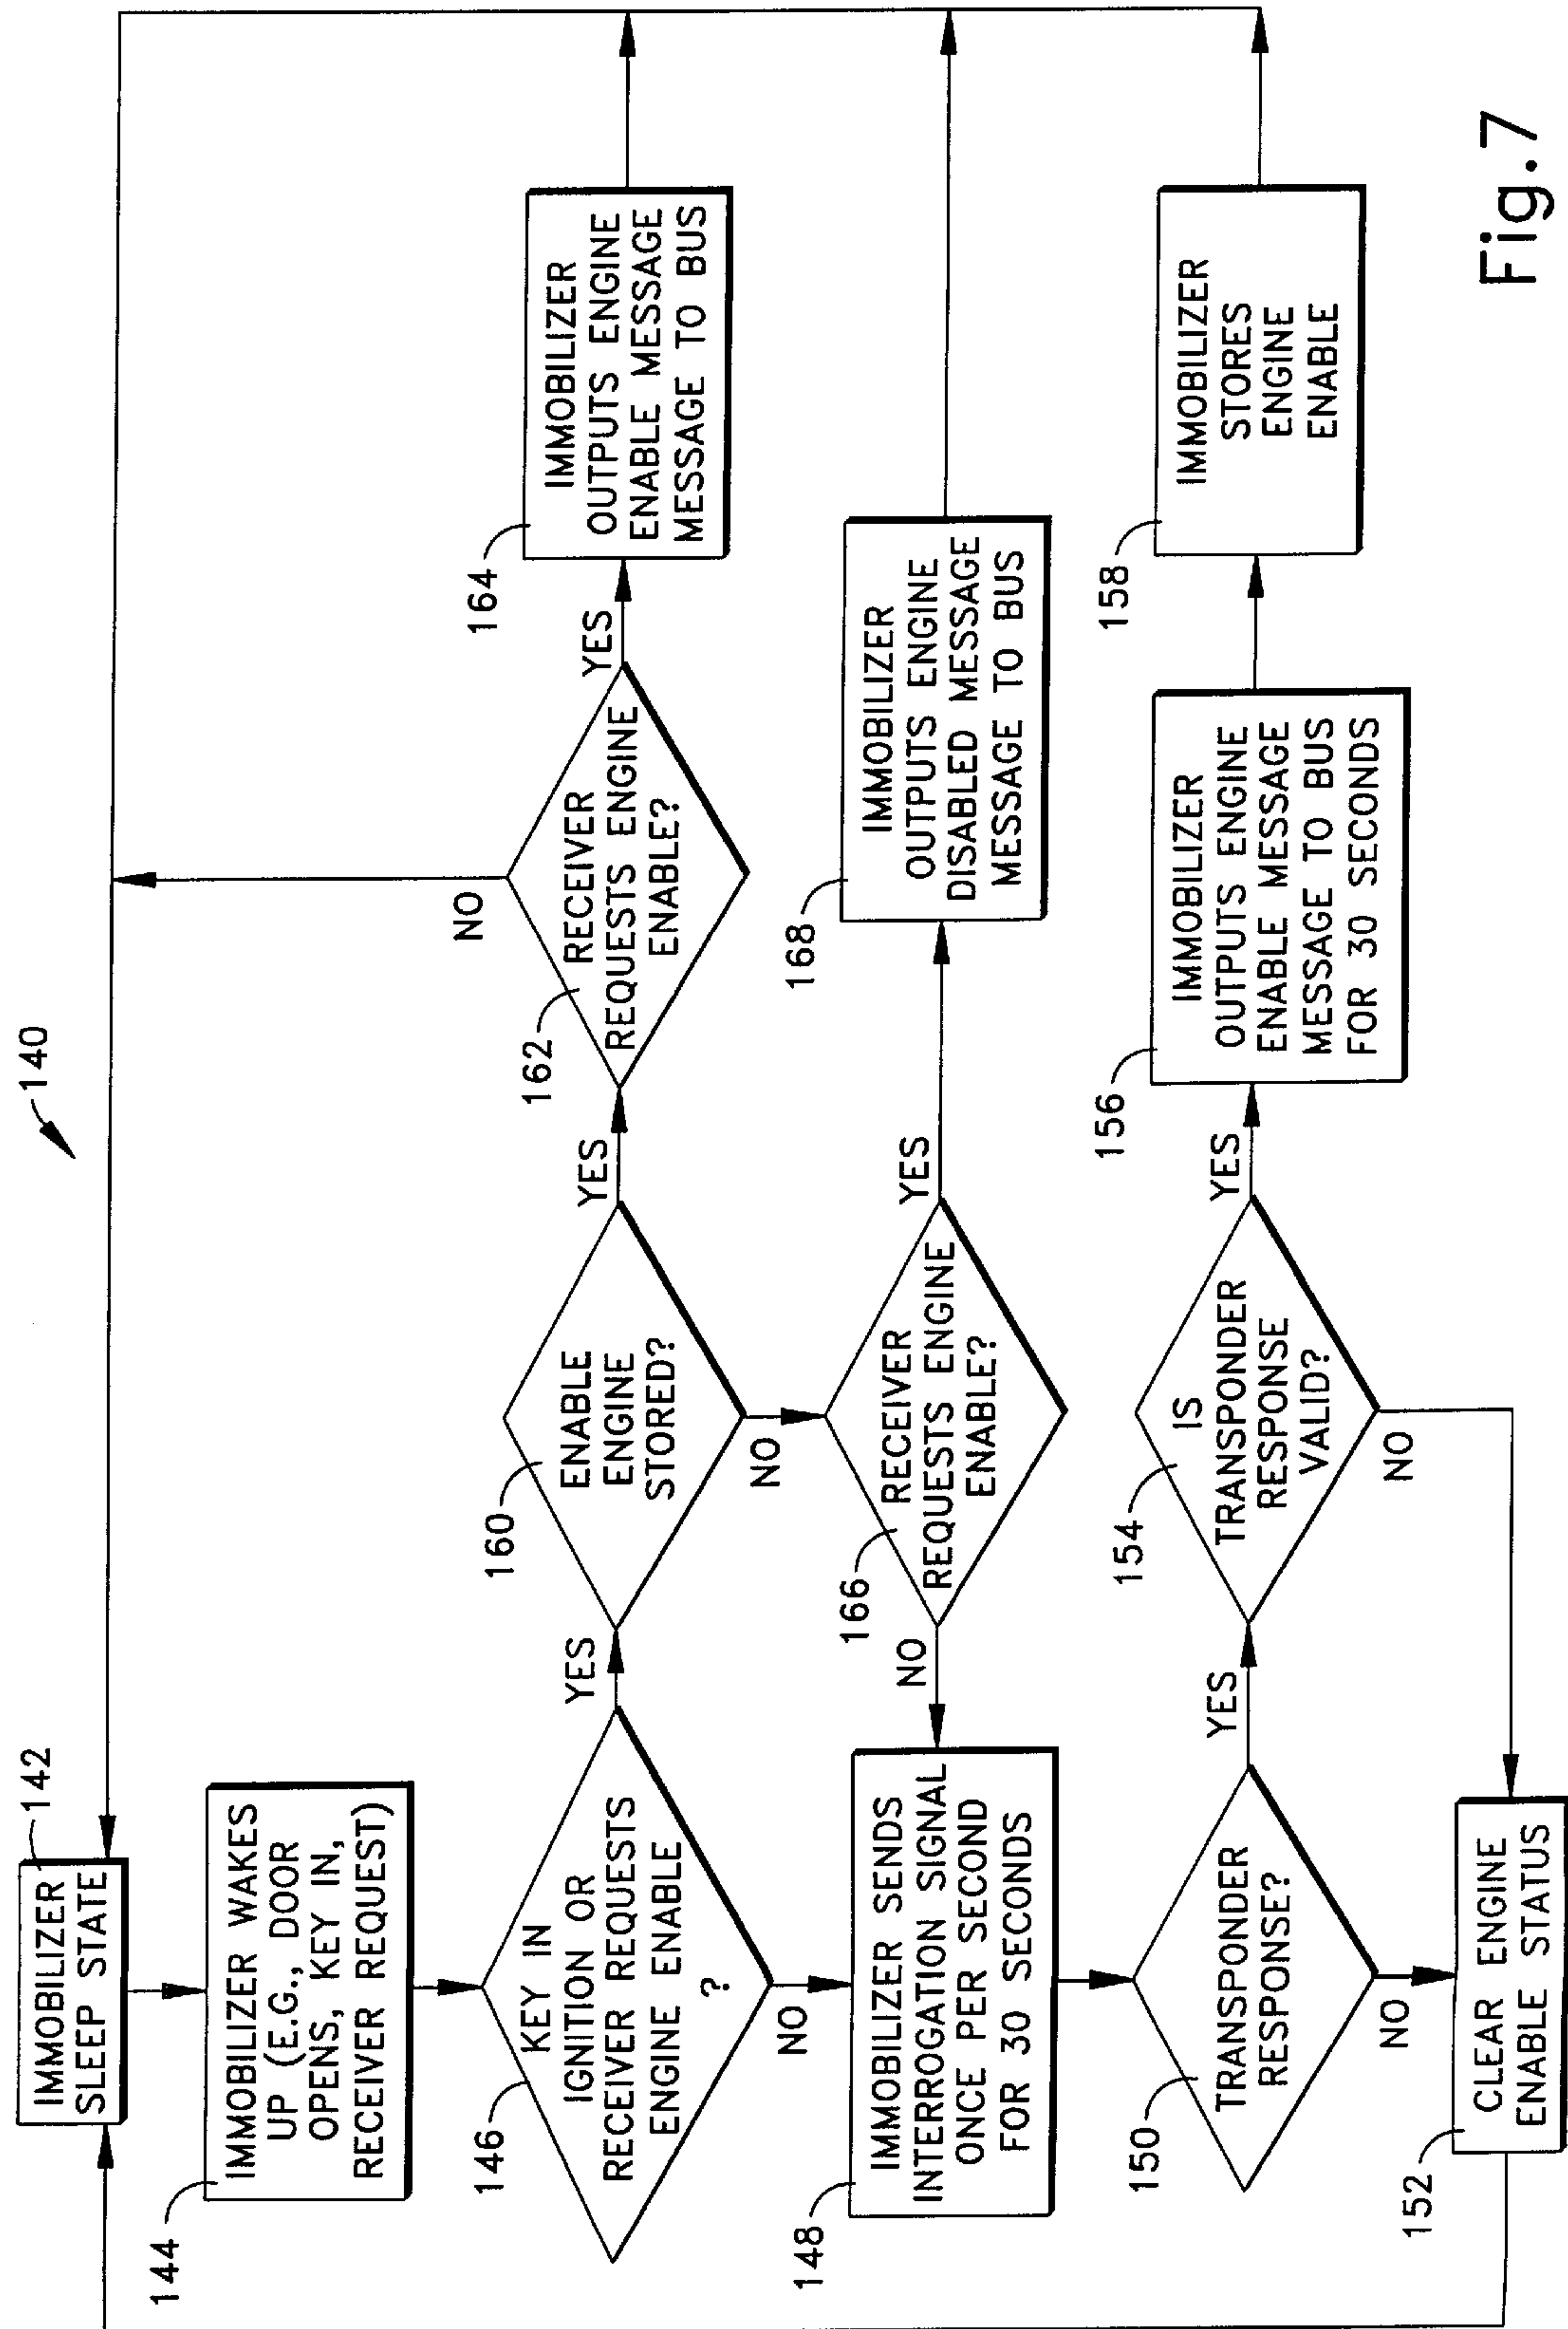 140
142
IMMOBILIZER
SLEEP STATE
144
IMMOBILIZER WAKES
UP (E.G., DOOR
OPENS, KEY IN,
RECEIVER REQUEST)
146
KEY IN
IGNITION OR
RECEIVER REQUESTS
ENGINE ENABLE
?
YES
NO
160
ENABLE
ENGINE
STORED?
YES
NO
162
RECEIVER
REQUESTS ENGINE
ENABLE?
NO
YES
164
IMMOBILIZER
OUTPUTS ENGINE
ENABLE MESSAGE
MESSAGE TO BUS
148
IMMOBILIZER SENDS
INTERROGATION SIGNAL
ONCE PER SECOND
FOR 30 SECONDS
166
RECEIVER
REQUESTS ENGINE
ENABLE?
NO
YES
168
IMMOBILIZER
OUTPUTS ENGINE
DISABLED MESSAGE
MESSAGE TO BUS
150
TRANSPONDER
RESPONSE?
YES
NO
154
IS
TRANSPONDER
RESPONSE
VALID?
YES
NO
156
IMMOBILIZER
OUTPUTS ENGINE
ENABLE MESSAGE
MESSAGE TO BUS
FOR 30 SECONDS
158
IMMOBILIZER
STORES
ENGINE
ENABLE
152
CLEAR ENGINE
ENABLE STATUS
Fig.7